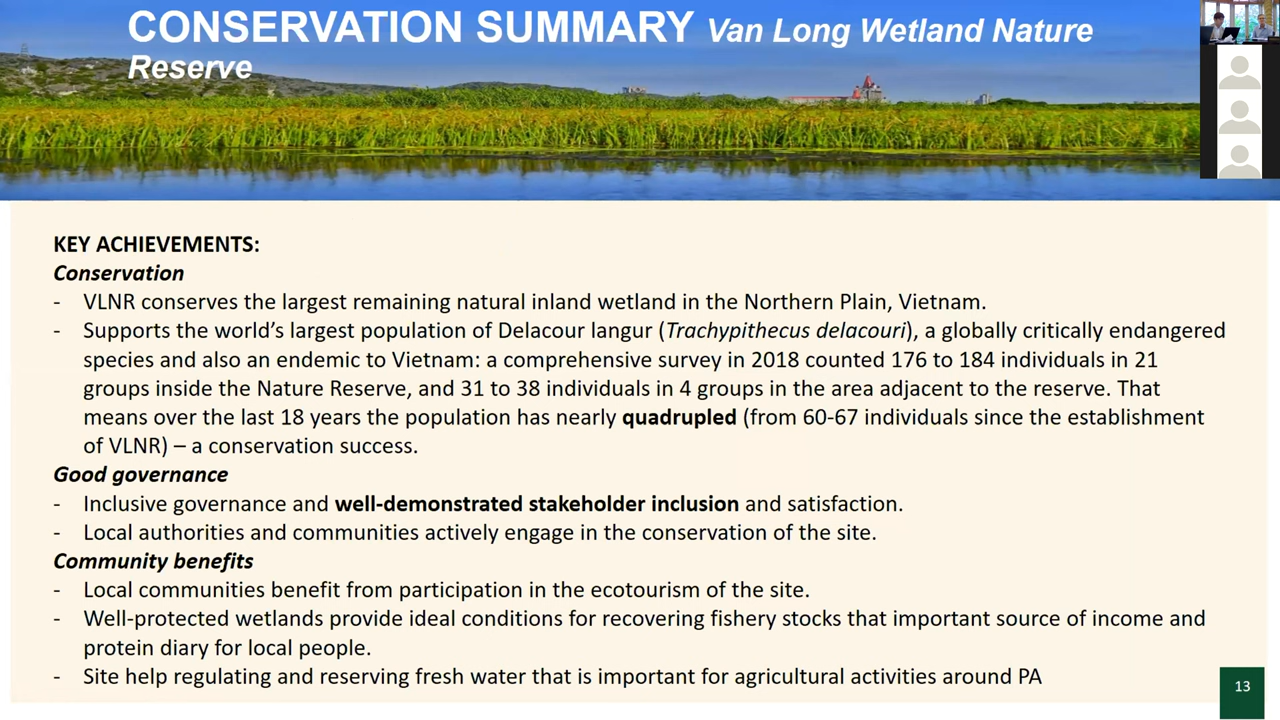 CONSERVATION SUMMARY Van Long Wetland Nature
Reserve
KEY ACHIEVEMENTS:
Conservation
- VLNR conserves the largest remaining natural inland wetland in the Northern Plain, Vietnam.
- Supports the world’s largest population of Delacour langur (Trachypithecus delacouri), a globally critically endangered
species and also an endemic to Vietnam: a comprehensive survey in 2018 counted 176 to 184 individuals in 21
groups inside the Nature Reserve, and 31 to 38 individuals in 4 groups in the area adjacent to the reserve. That
means over the last 18 years the population has nearly quadrupled (from 60-67 individuals since the establishment
of VLNR) – a conservation success.
Good governance
- Inclusive governance and well-demonstrated stakeholder inclusion and satisfaction.
- Local authorities and communities actively engage in the conservation of the site.
Community benefits
- Local communities benefit from participation in the ecotourism of the site.
- Well-protected wetlands provide ideal conditions for recovering fishery stocks that important source of income and
protein diary for local people.
- Site help regulating and reserving fresh water that is important for agricultural activities around PA
13